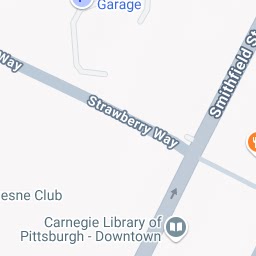 Garage
Way
Strawberry Way
Smithfield St
esne Club
Carnegie Library of
Pittsburgh - Downtown